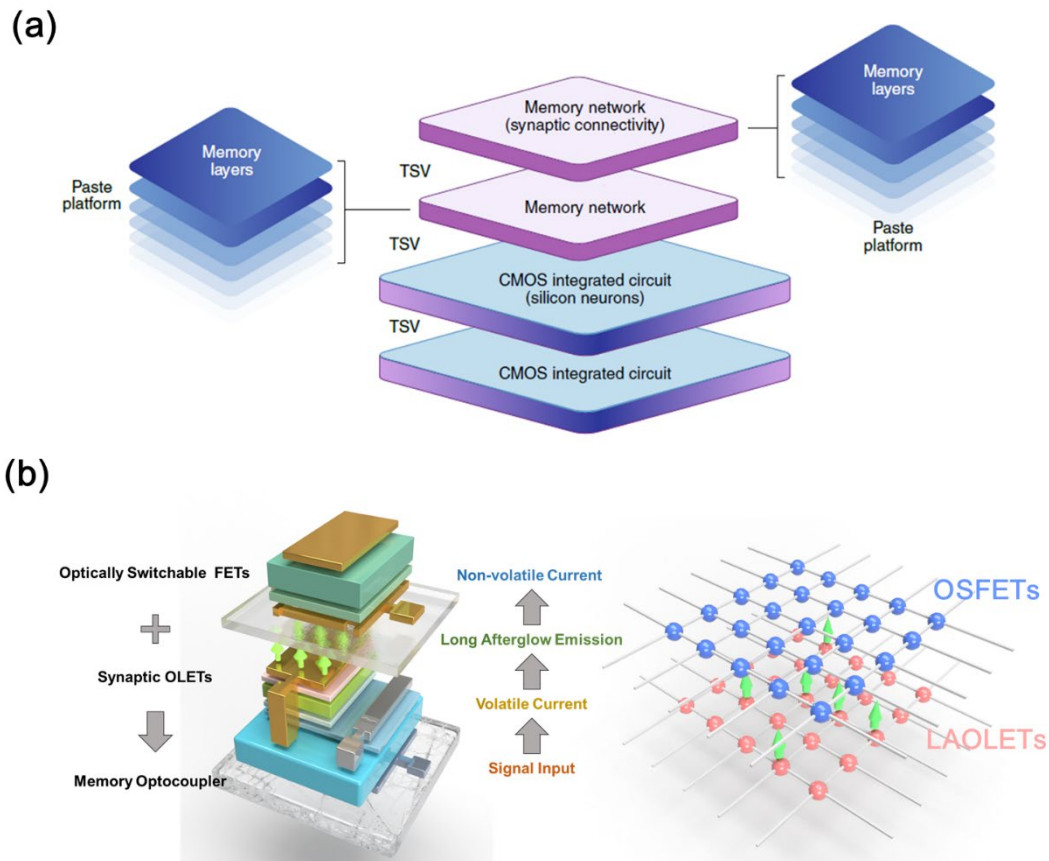 (a)
Memory
layers
Paste
platform
Memory network
(synaptic connectivity)
TSV
Memory network
TSV
CMOS integrated circuit
(silicon neurons)
TSV
CMOS integrated circuit
Memory
layers
Paste
platform
(b)
Optically Switchable FETs
Synaptic OLETs
Memory Optocoupler
Non-volatile Current
Long Afterglow Emission
Volatile Current
Signal Input
OSFETs
LAOLETs